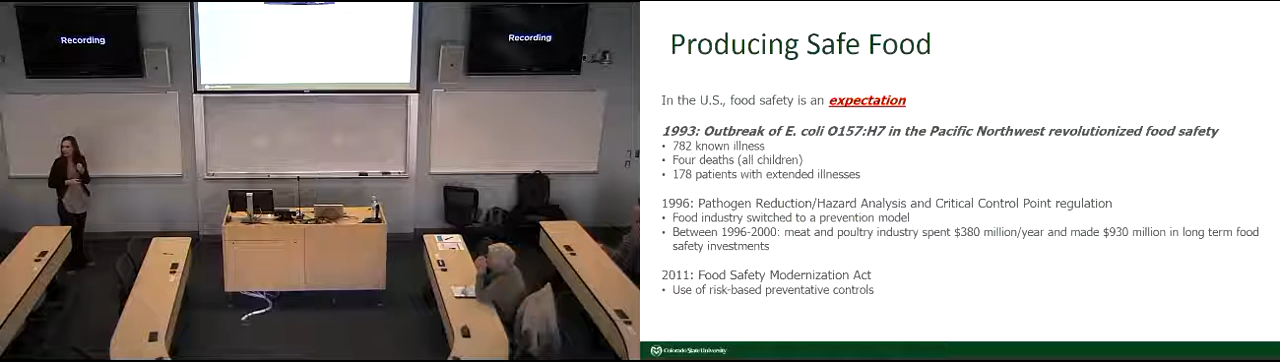 Recording
Recording
Producing Safe Food
In the U.S., food safety is an expectation
1993: Outbreak of E. coli O157:H7 in the Pacific Northwest revolutionized food safety
• 782 known illness
• Four deaths (all children)
• 178 patients with extended illnesses
1996: Pathogen Reduction/Hazard Analysis and Critical Control Point regulation
• Food industry switched to a prevention model
• Between 1996-2000: meat and poultry industry spent $380 million/year and made $930 million in long term food
safety investments
2011: Food Safety Modernization Act
• Use of risk-based preventative controls
Colorado State University